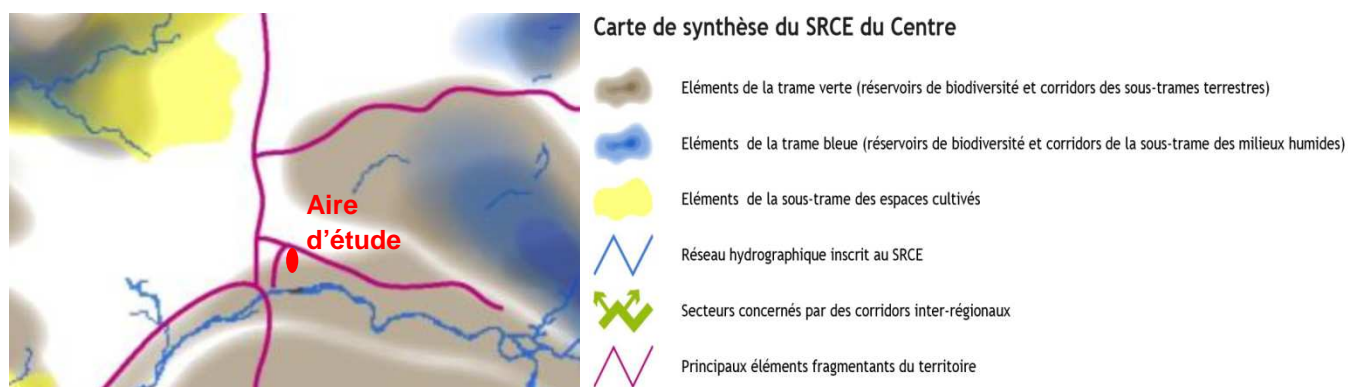 Aire
d'étude
Carte de synthèse du SRCE du Centre
Eléments de la trame verte (réservoirs de biodiversité et corridors des sous-trames terrestres)
Eléments de la trame bleue (réservoirs de biodiversité et corridors de la sous-trame des milieux humides)
Eléments de la sous-trame des espaces cultivés
Réseau hydrographique inscrit au SRCE
Secteurs concernés par des corridors inter-régionaux
Principaux éléments fragmentants du territoire